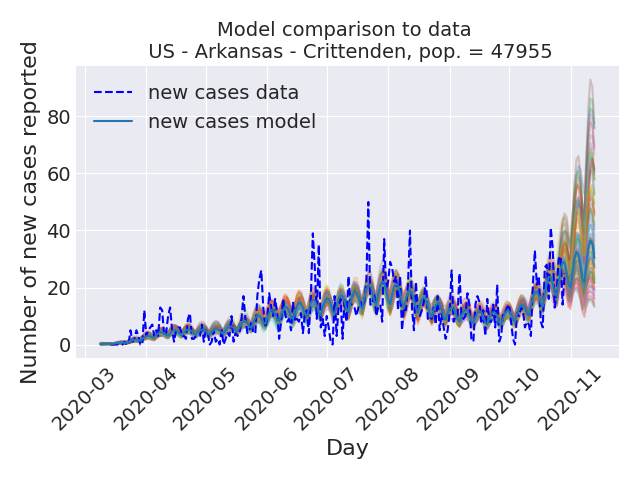 Model comparison to data
US - Arkansas - Crittenden, pop. = 47955
Number of new cases reported
80
60
40
20
0
new cases data
new cases model
2020-03
2020-04
2020-05
2020-06
2020-07
2020-08
2020-09
2020-10
2020-11
Day